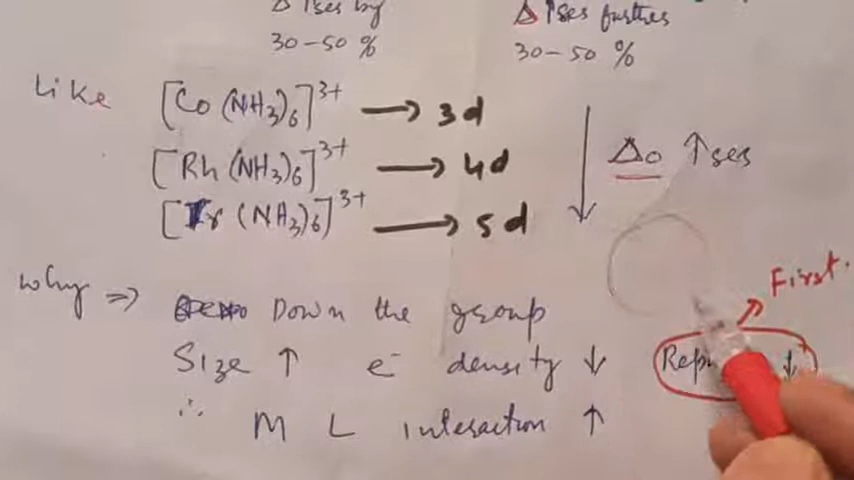 Δ ↑ses by
Δ ↑ses further
30-50 %
30-50 %
Like [Co(NH3)6]3+ → 3d
[Rh(NH3)6]3+ → 4d
Δo ↑ses
[Ir(NH3)6]3+ → 5d
First.
why ⇒ Down the group
Size ↑ e- density ↓
↓
∴ M L interaction ↑